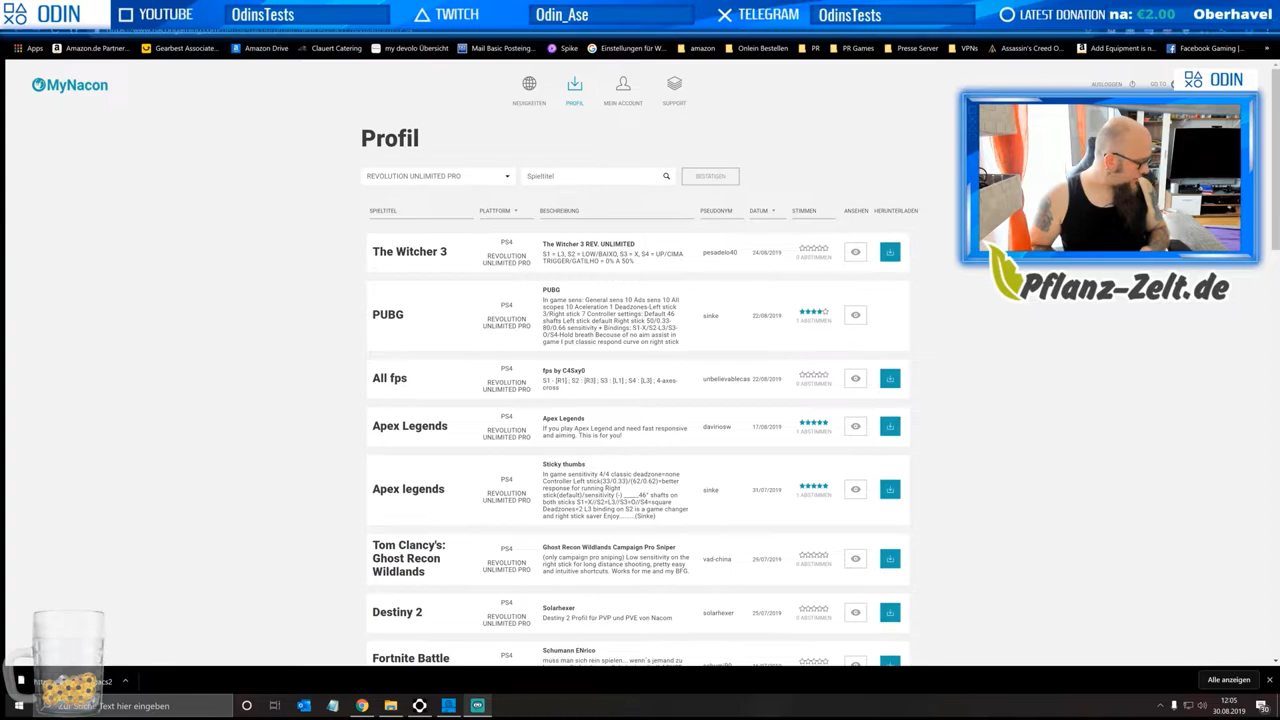 ODIN YOUTUBE OdinsTests TWITCH Odin_Ase TELEGRAM OdinsTests LATEST DONATION na: €2.00 Oberhavel
Apps Amazon.de Partner... Gearbest Associate... Amazon Drive Clauert Catering my devolo Übersicht Mail Basic Posteing... Spike Einstellungen für W... amazon Onlein Bestellen PR PR Games Presse Server VPNs Assassin's Creed O... Add Equipment is n... Facebook Gaming |... »
MyNacon
NEUIGKEITEN PROFIL MEIN ACCOUNT SUPPORT
AUSLOGGEN GO TO
ODIN
Profil
REVOLUTION UNLIMITED PRO Spieltitel BESTÄTIGEN
SPIELTITEL PLATTFORM BESCHREIBUNG PSEUDONYM DATUM STIMMEN ANSEHEN HERUNTERLADEN
The Witcher 3
PS4
REVOLUTION
UNLIMITED PRO
The Witcher 3 REV. UNLIMITED
S1 = L3, S2 = LOW/BAIXO, S3 = X, S4 = UP/CIMA
TRIGGER/GATILHO = 0% A 50%
pesadelo40
24/08/2019
0 ABSTIMMEN
PUBG
PS4
REVOLUTION
UNLIMITED PRO
PUBG
In game sens: General sens 10 Ads sens 10 All
scopes 10 Aceleration 1 Deadzones-Left stick
3/Right stick 7 Controller settings: Default 46
shafts Left stick default Right stick 50/0.33-
80/0.66 sensitivity + Bindings: S1-X/S2-L3/S3-
O/S4-Hold breath Becouse of no aim assist in
game I put classic respond curve on right stick
sinke
22/08/2019
1 ABSTIMMEN
All fps
PS4
REVOLUTION
UNLIMITED PRO
fps by C4Sxy0
S1 - [R1] ; S2 : [R3] ; S3 : [L1] ; S4 : [L3] ; 4-axes-
cross
unbelievablecas
22/08/2019
0 ABSTIMMEN
Apex Legends
PS4
REVOLUTION
UNLIMITED PRO
Apex Legends
If you play Apex Legend and need fast responsive
and aiming. This is for you!
daviriosw
17/08/2019
1 ABSTIMMEN
Apex legends
PS4
REVOLUTION
UNLIMITED PRO
Sticky thumbs
In game sensitivity 4/4 classic deadzone=none
Controller Left stick(33/0.33)/(62/0.62)=better
response for running Right
stick(default)/sensitivity (-) ____,46° shafts on
both sticks S1=X//S2=L3//S3=O//S4=square
Deadzones=2 L3 binding on S2 is a game changer
and right stick saver Enjoy........(Sinke)
sinke
31/07/2019
1 ABSTIMMEN
Tom Clancy's:
Ghost Recon
Wildlands
PS4
REVOLUTION
UNLIMITED PRO
Ghost Recon Wildlands Campaign Pro Sniper
(only campaign pro sniping) Low sensitivity on the
right stick for long distance shooting, pretty easy
and intuitive shortcuts. Works for me and my BFG.
vad-china
29/07/2019
0 ABSTIMMEN
Destiny 2
PS4
REVOLUTION
UNLIMITED PRO
Solarhexer
Destiny 2 Profil für PVP und PVE von Nacom
solarhexer
25/07/2019
0 ABSTIMMEN
Fortnite Battle
PS4
Schumann ENrico
muss man sich rein spielen... wenn´s jemand zu
Pflanz-Zelt.de
Alle anzeigen
Zur Suche Text hier eingeben
12:05
30.08.2019
30